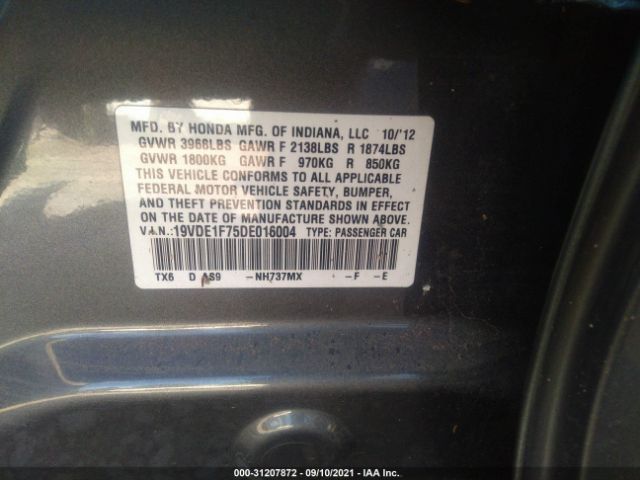 MFD. BY HONDA MFG. OF INDIANA, LLC 10/'12
GVWR 3968LBS GAWR F 2138LBS R 1874LBS
GVWR 1800KG GAWR F 970KG R 850KG
THIS VEHICLE CONFORMS TO ALL APPLICABLE
FEDERAL MOTOR VEHICLE SAFETY, BUMPER,
AND THEFT PREVENTION STANDARDS IN EFFECT
ON THE DATE OF MANUFACTURE SHOWN ABOVE.
V.I.N.:19VDE1F75DE016004 TYPE: PASSENGER CAR
TX6 D AS9 -NH737MX -F -E
000-31207872 - 09/10/2021 - IAA Inc.